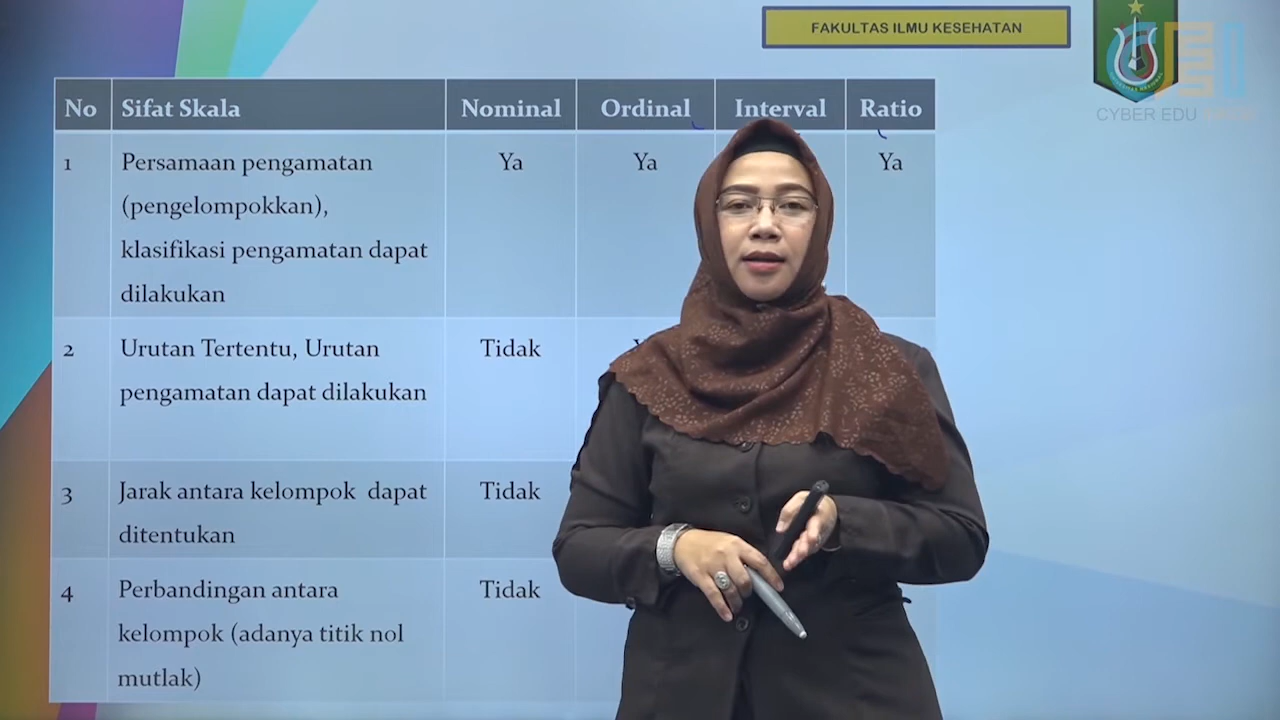 FAKULTAS ILMU KESEHATAN
CYBER EDU
No Sifat Skala Nominal Ordinal Interval Ratio
1 Persamaan pengamatan Ya Ya Ya
(pengelompokkan),
klasifikasi pengamatan dapat
dilakukan
2 Urutan Tertentu, Urutan Tidak
pengamatan dapat dilakukan
3 Jarak antara kelompok dapat Tidak
ditentukan
4 Perbandingan antara Tidak
kelompok (adanya titik nol
mutlak)